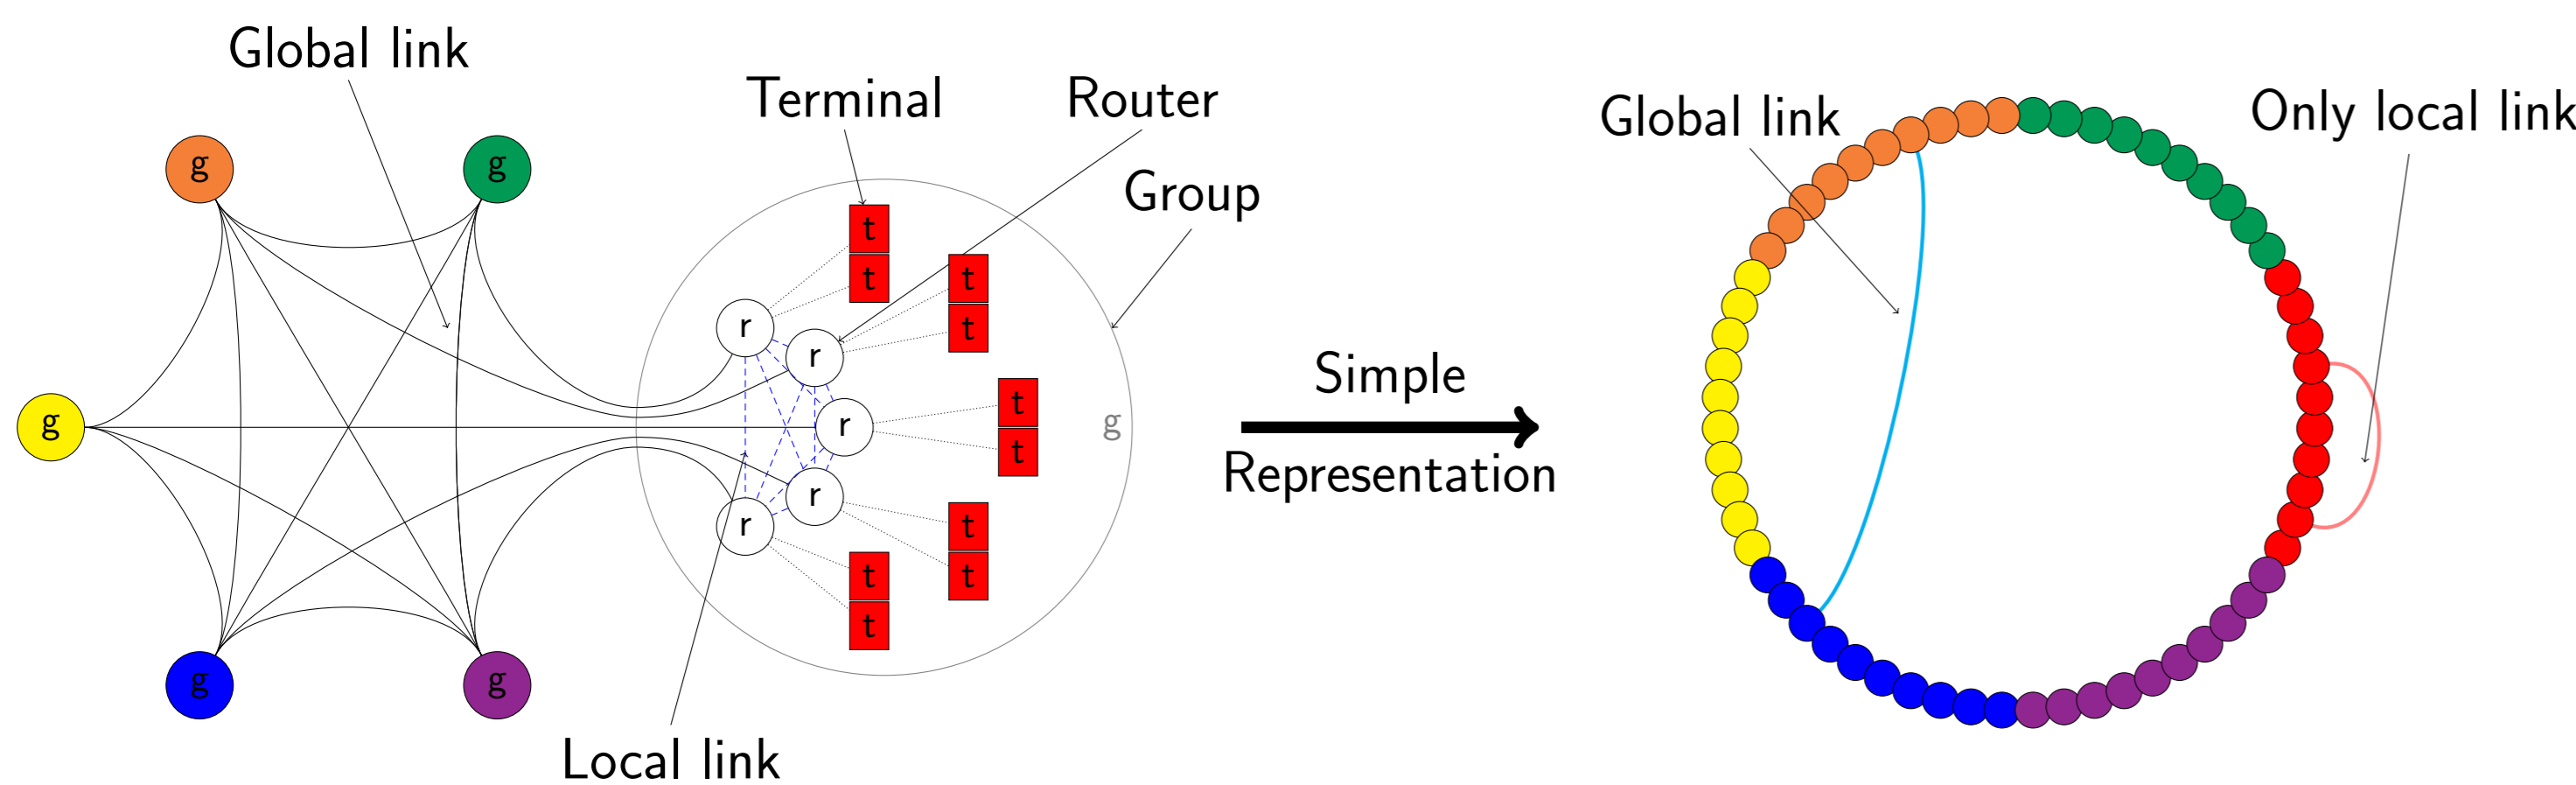 Global link
Terminal
Router
Group
g
g
g
g
g
t
t
t
t
t
t
t
t
t
t
r
r
r
r
r
g
Local link
Simple
Representation
Global link
Only local link